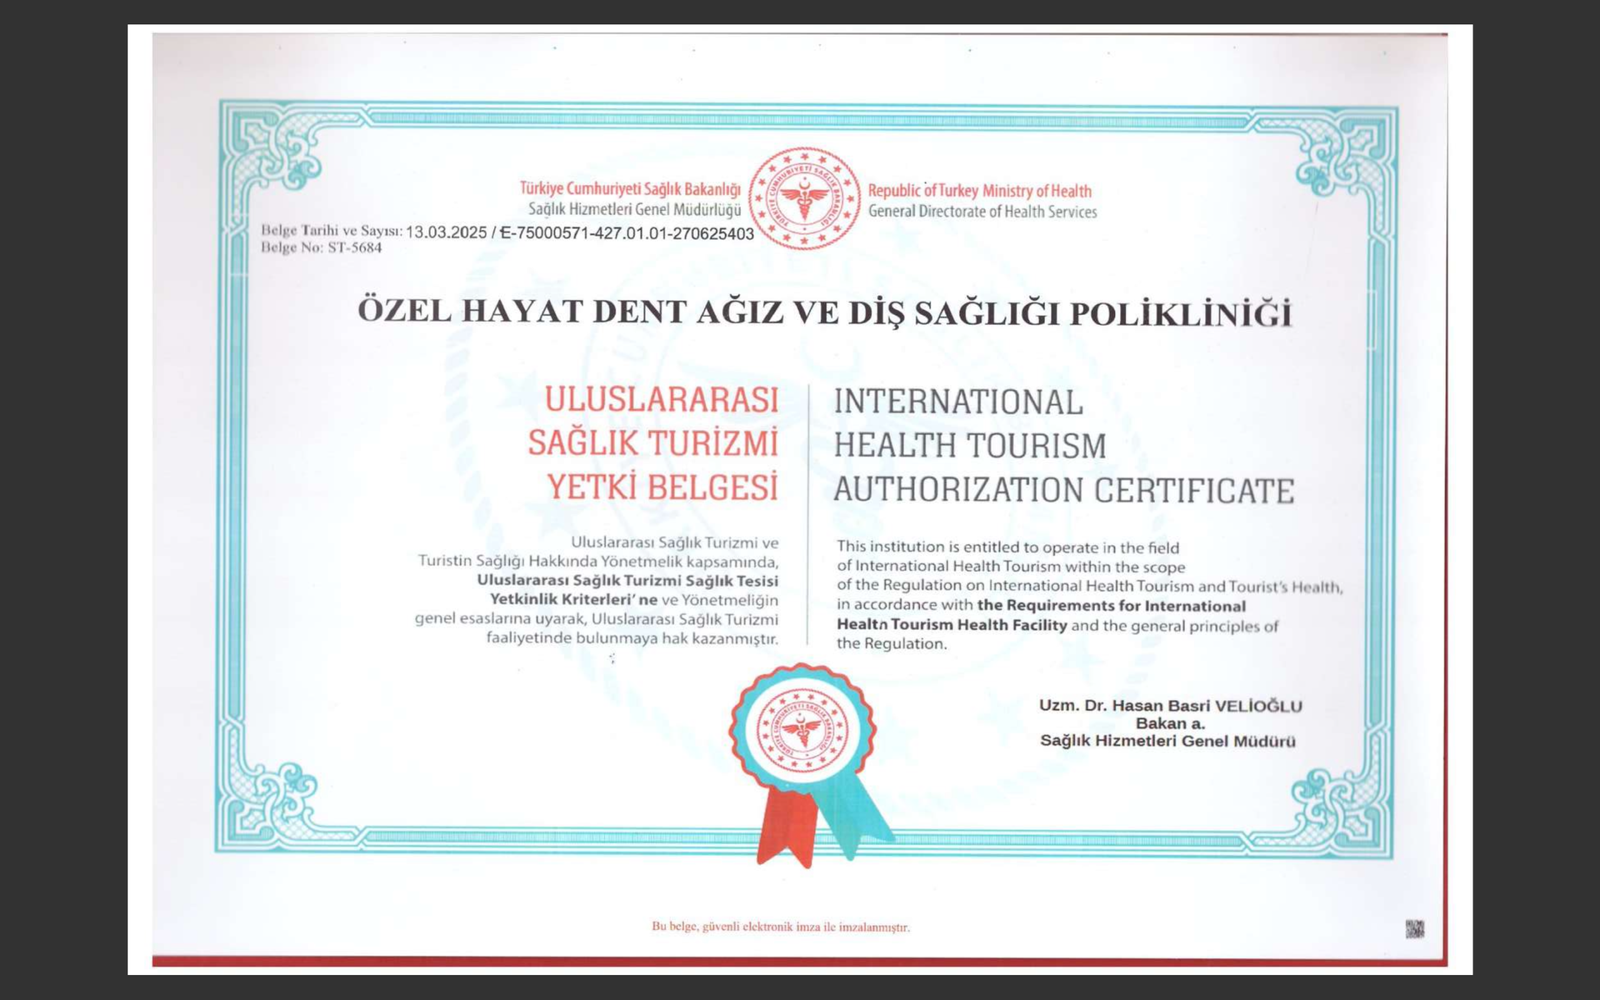 Türkiye Cumhuriyeti Sağlık Bakanlığı
Sağlık Hizmetleri Genel Müdürlüğü
Republic of Turkey Ministry of Health
General Directorate of Health Services
Belge Tarihi ve Sayısı: 13.03.2025 / E-75000571-427.01.01-270625403
Belge No: ST-5684
ÖZEL HAYAT DENT AĞIZ VE DİŞ SAĞLIĞI POLİKLİNİĞİ
ULUSLARARASI
SAĞLIK TURİZMİ
YETKİ BELGESİ
INTERNATIONAL
HEALTH TOURISM
AUTHORIZATION CERTIFICATE
Uluslararası Sağlık Turizmi ve
Turistin Sağlığı Hakkında Yönetmelik kapsamında,
Uluslararası Sağlık Turizmi Sağlık Tesisi
Yetkinlik Kriterleri' ne ve Yönetmeliğin
genel esaslarına uyarak, Uluslararası Sağlık Turizmi
faaliyetinde bulunmaya hak kazanmıştır.
This institution is entitled to operate in the field
of International Health Tourism within the scope
of the Regulation on International Health Tourism and Tourist's Health,
in accordance with the Requirements for International
Health Tourism Health Facility and the general principles of
the Regulation.
Uzm. Dr. Hasan Basri VELİOĞLU
Bakan a.
Sağlık Hizmetleri Genel Müdürü
Bu belge, güvenli elektronik imza ile imzalanmıştır.